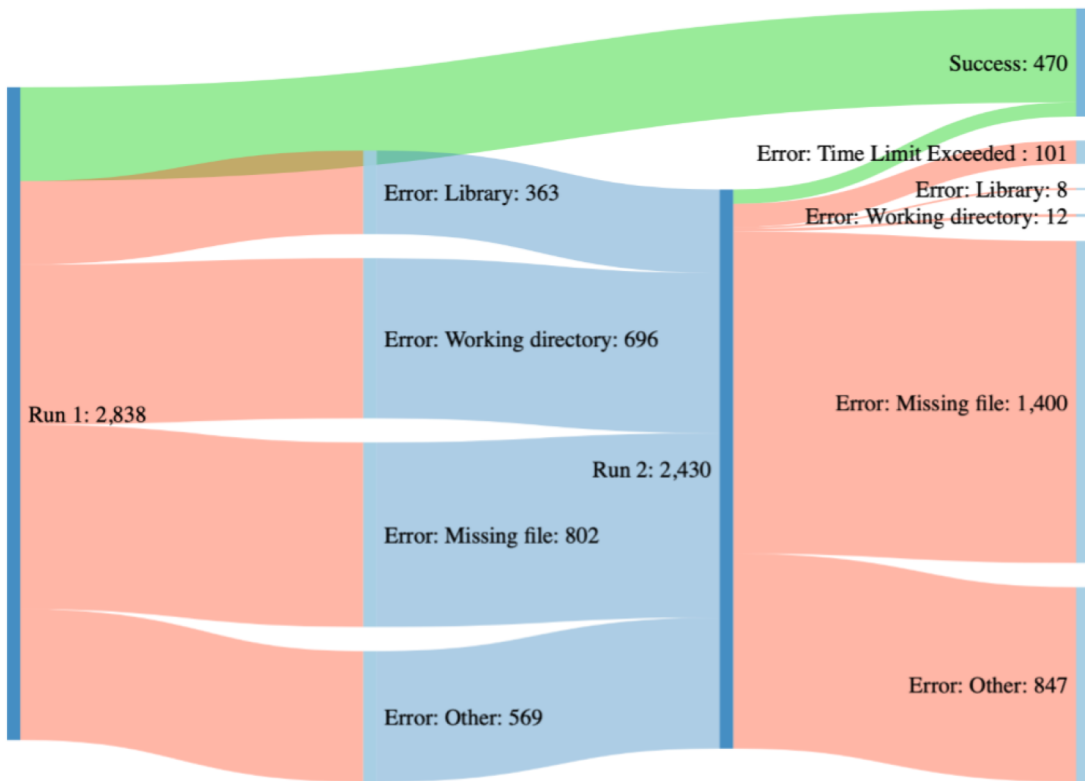 Success: 470
Error: Time Limit Exceeded : 101
Error: Library: 363
Error: Library: 8
Error: Working directory: 12
Error: Working directory: 696
Error: Missing file: 1,400
Run 1: 2,838
Run 2: 2,430
Error: Missing file: 802
Error: Other: 847
Error: Other: 569